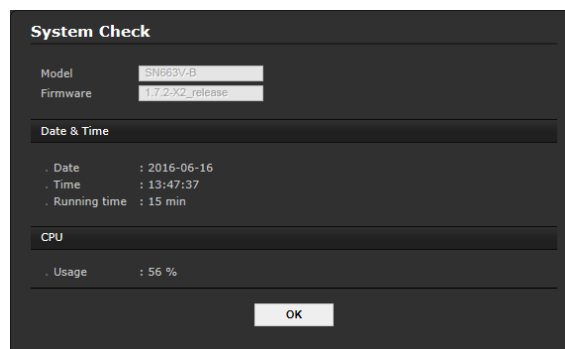 System Check
Model SN663V-B
Firmware 1.7.2-X2_release
Date & Time
. Date : 2016-06-16
. Time : 13:47:37
. Running time : 15 min
CPU
. Usage : 56 %
OK